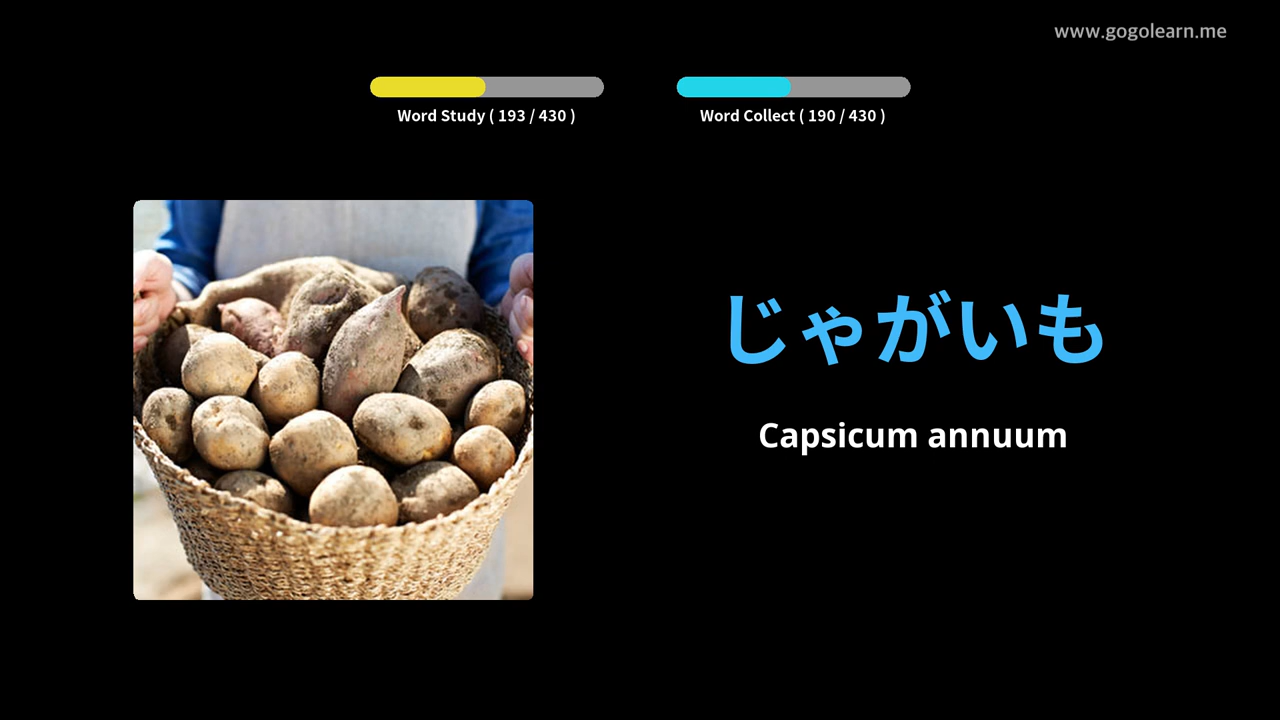 www.gogolearn.me
Word Study ( 193 / 430 )
Word Collect ( 190 / 430 )
じゃがいも
Capsicum annuum